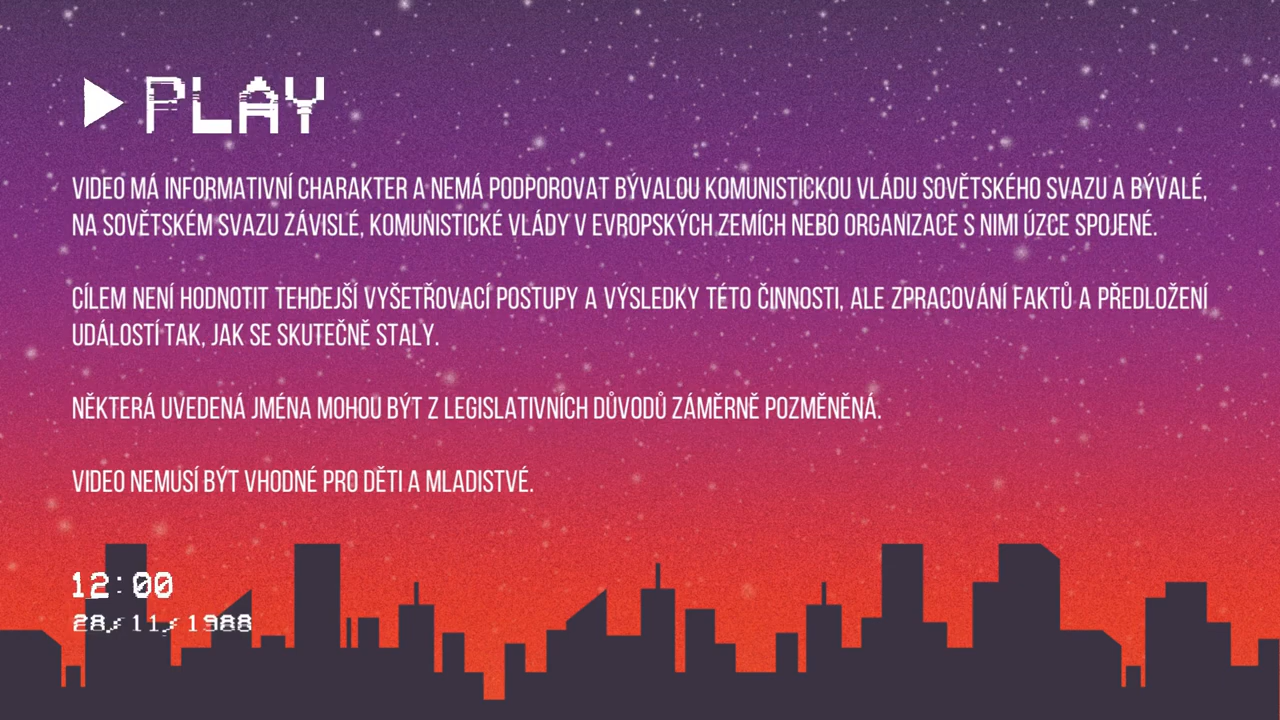 PLAY
VIDEO MÁ INFORMATIVNÍ CHARAKTER A NEMÁ PODPOROVAT BÝVALOU KOMUNISTICKOU VLÁDU SOVĚTSKÉHO SVAZU A BÝVALÉ,
NA SOVĚTSKÉM SVAZU ZÁVISLÉ, KOMUNISTICKÉ VLÁDY V EVROPSKÝCH ZEMÍCH NEBO ORGANIZACE S NIMI ÚZCE SPOJENÉ.
CÍLEM NENÍ HODNOTIT TEHDEJŠÍ VYŠETŘOVACÍ POSTUPY A VÝSLEDKY TÉTO ČINNOSTI, ALE ZPRACOVÁNÍ FAKTŮ A PŘEDLOŽENÍ
UDÁLOSTÍ TAK, JAK SE SKUTEČNĚ STALY.
NĚKTERÁ UVEDENÁ JMÉNA MOHOU BÝT Z LEGISLATIVNÍCH DŮVODŮ ZÁMĚRNĚ POZMĚNĚNÁ.
VIDEO NEMUSÍ BÝT VHODNÉ PRO DĚTI A MLADISTVÉ.
12:00
28/11/1988